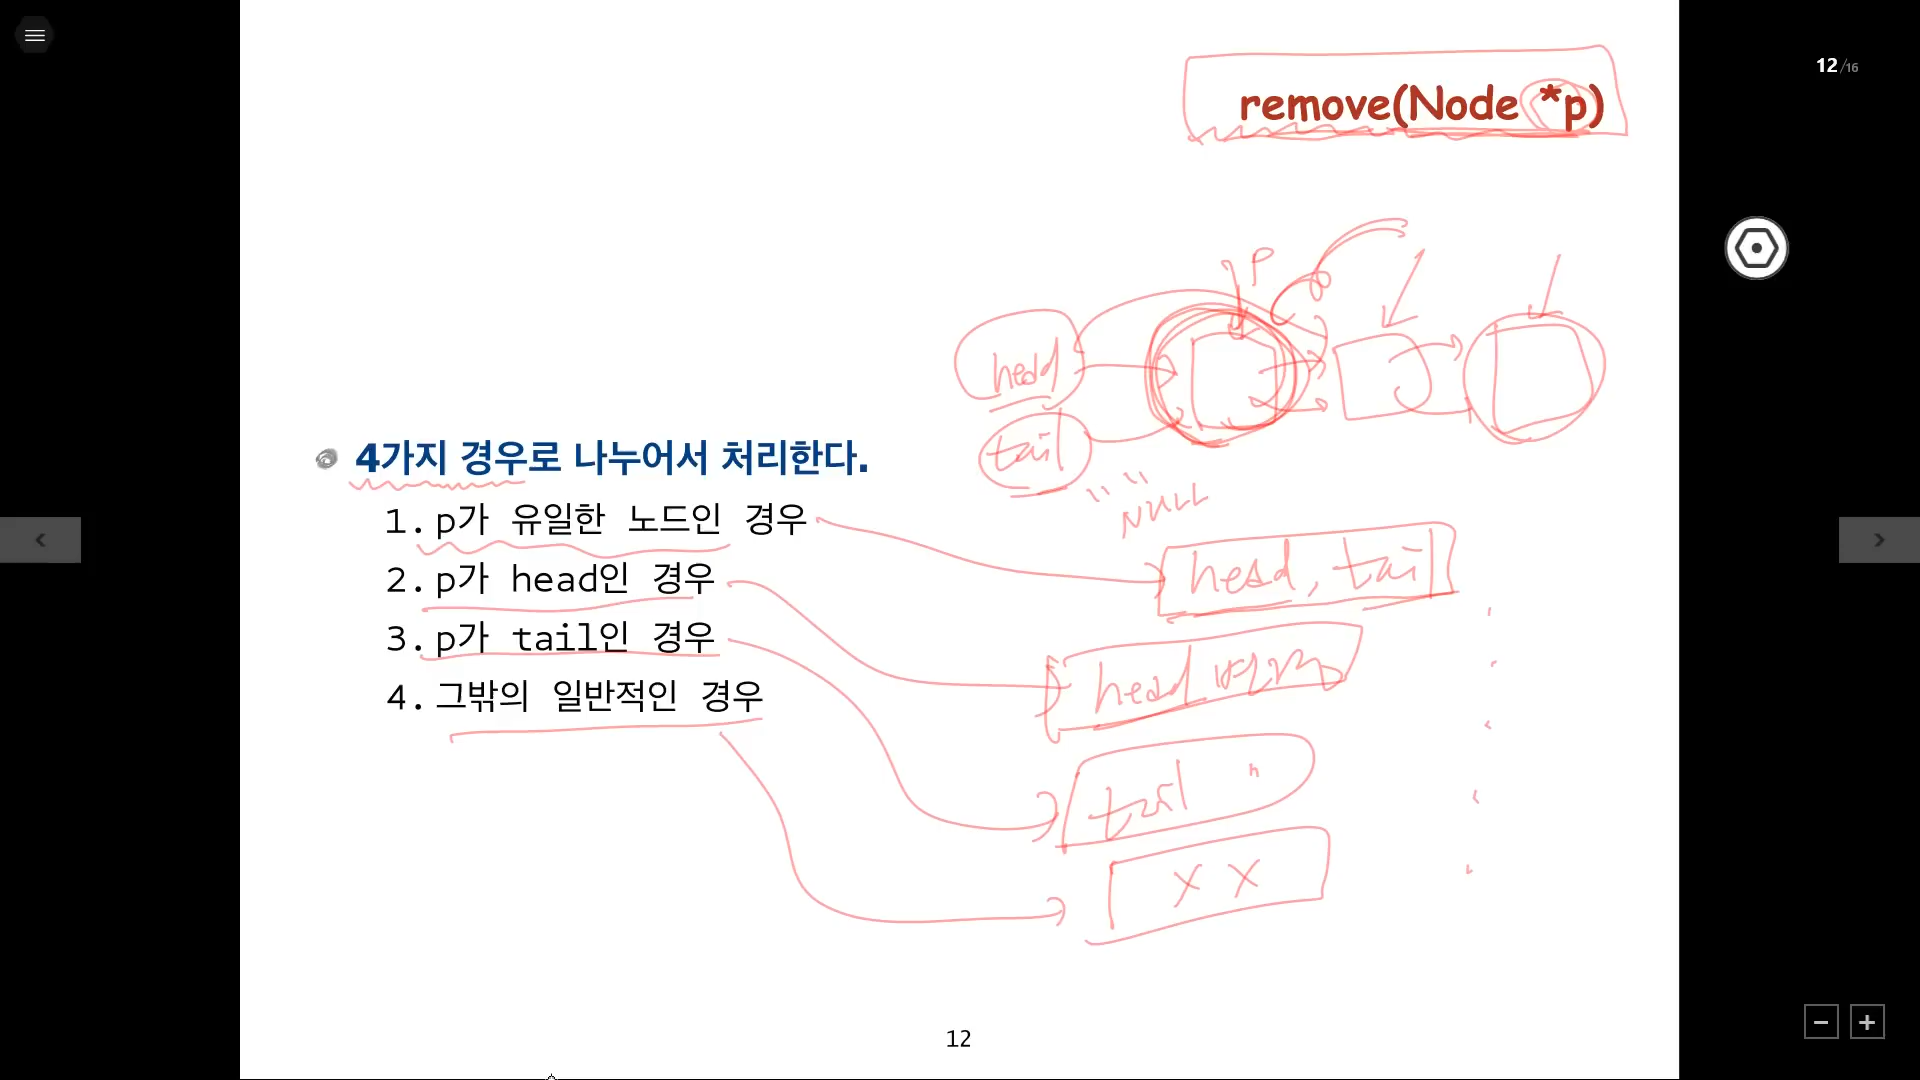 12/16
remove(Node *p)
P
head
tail
" "
NULL
4가지 경우로 나누어서 처리한다.
1. p가 유일한 노드인 경우
head, tail
2. p가 head인 경우
3. p가 tail인 경우
head 변경
4. 그밖의 일반적인 경우
tail "
X X
12